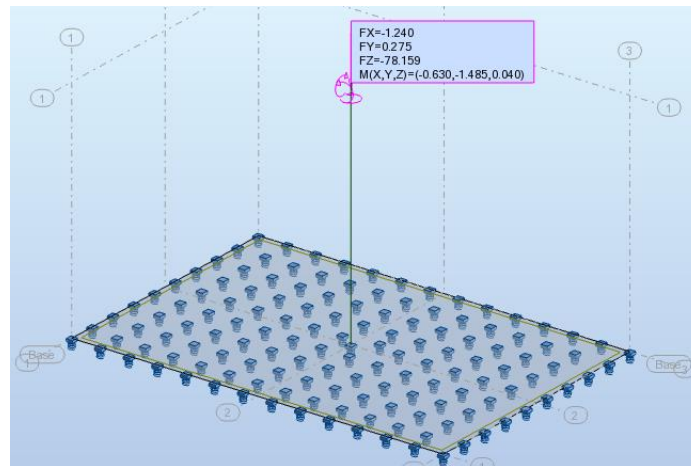 FX=-1.240
FY=0.275
FZ=-78.159
M(X,Y,Z)=(-0.630,-1.485,0.040)
1
3
1
1
Base
Base
2
2